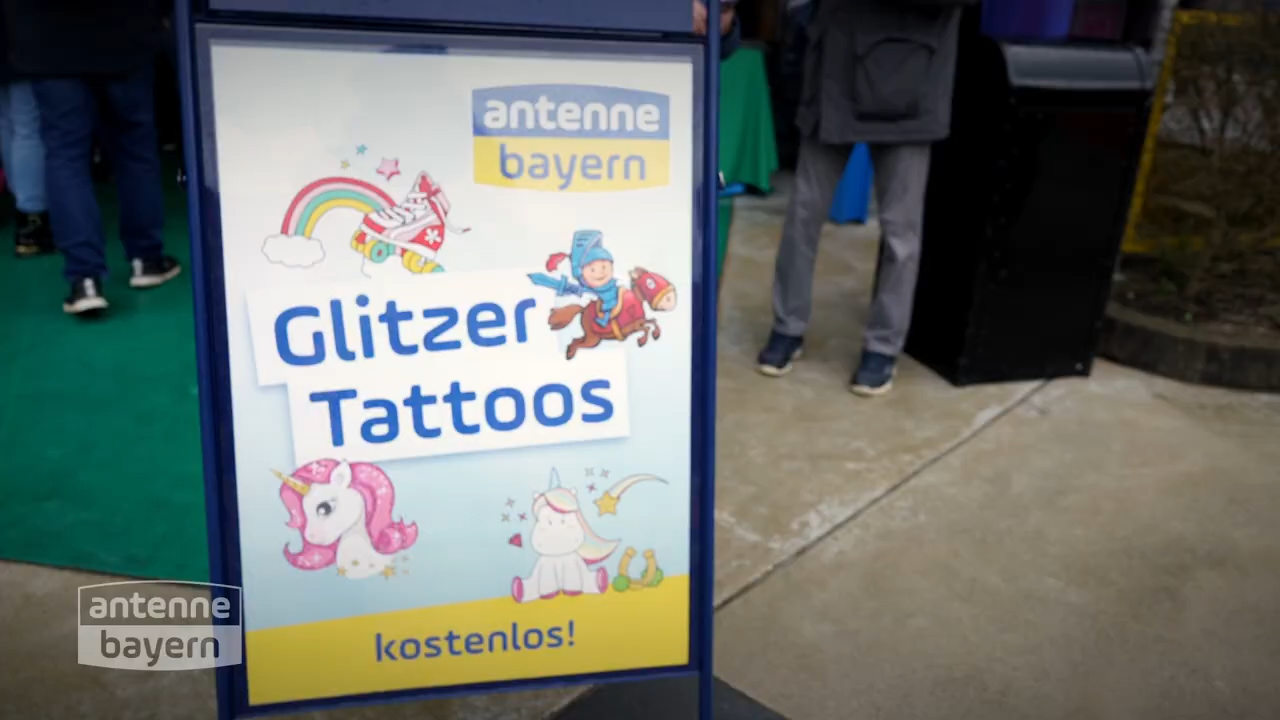 antenne
bayern
Glitzer
Tattoos
kostenlos!
antenne
bayern